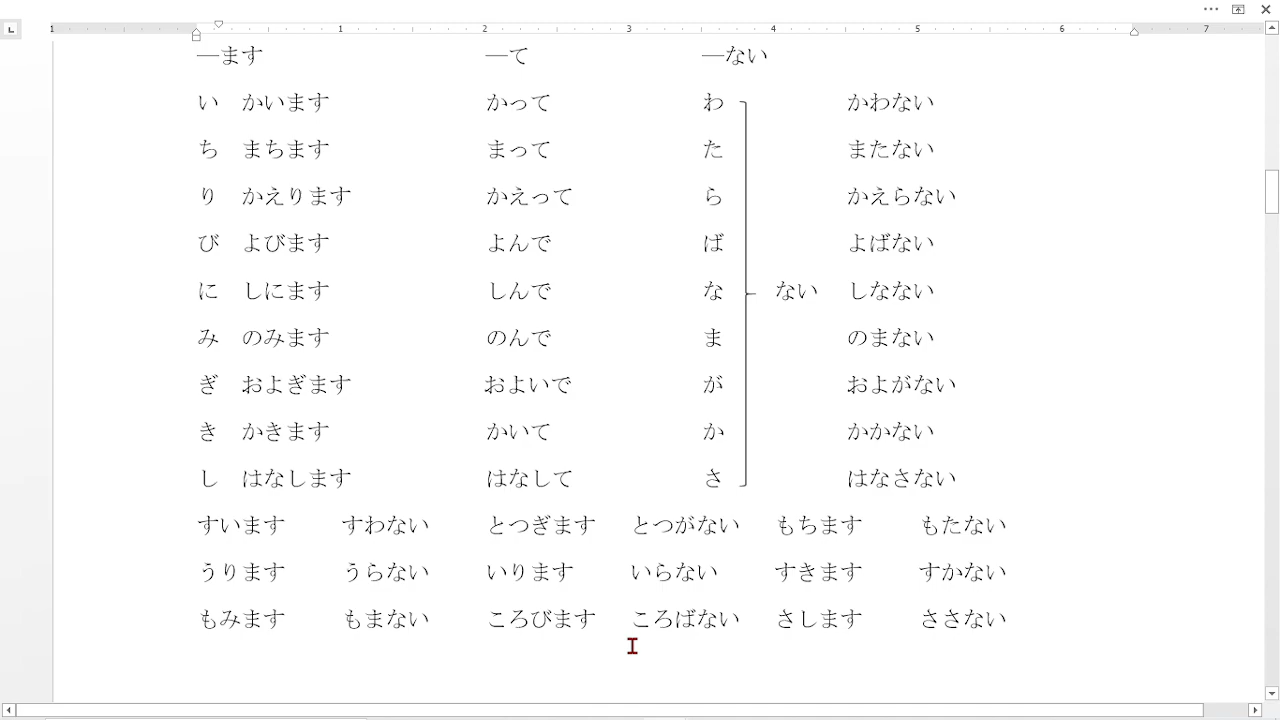 1 1 2 3 4 5 6 7
―ます ―て ―ない
い かいます かって わ かわない
ち まちます まって た またない
り かえります かえって ら かえらない
び よびます よんで ば よばない
に しにます しんで な ない しなない
み のみます のんで ま のまない
ぎ およぎます およいで が およがない
き かきます かいて か かかない
し はなします はなして さ はなさない
すいます すわない とつぎます とつがない もちます もたない
うります うらない いります いらない すきます すかない
もみます もまない ころびます ころばない さします ささない